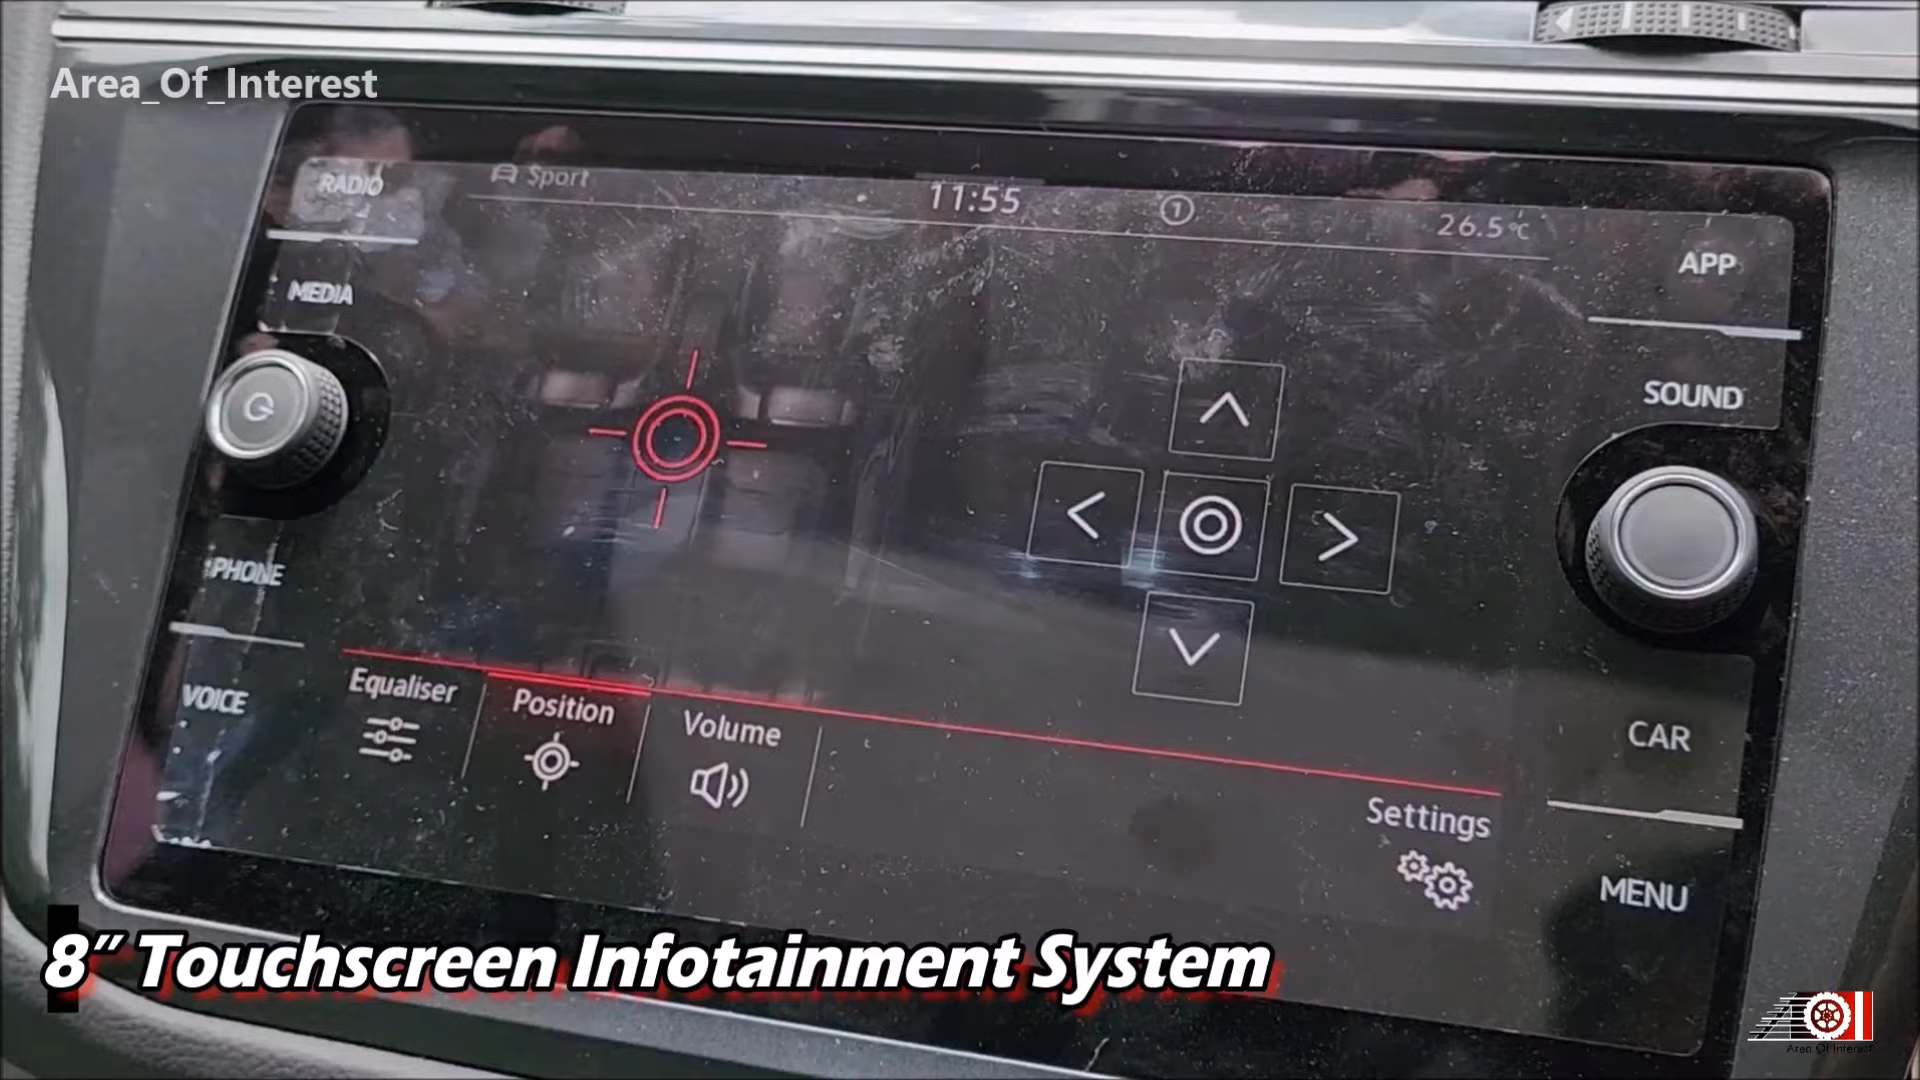 Area_Of_Interest
RADIO
Sport
11:55
1
26.5°C
APP
MEDIA
SOUND
PHONE
VOICE
Equaliser
Position
Volume
CAR
Settings
MENU
8" Touchscreen Infotainment System
Area Of Interest